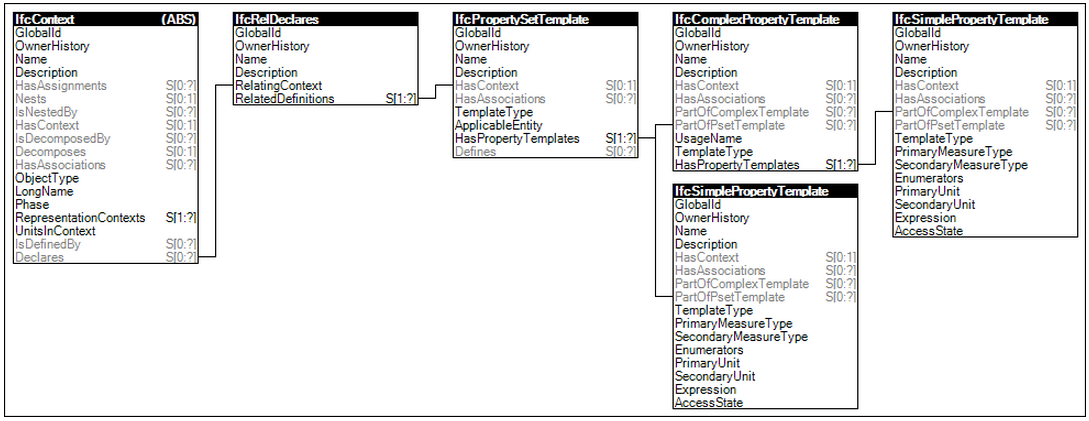 IfcContext (ABS)
GlobalId
OwnerHistory
Name
Description
HasAssignments S[0:?]
Nests S[0:1]
IsNestedBy S[0:?]
HasContext S[0:1]
IsDecomposedBy S[0:?]
Decomposes S[0:1]
HasAssociations S[0:?]
ObjectType
LongName
Phase
RepresentationContexts S[1:?]
UnitsInContext
IsDefinedBy S[0:?]
Declares S[0:?]
IfcRelDeclares
GlobalId
OwnerHistory
Name
Description
RelatingContext
RelatedDefinitions S[1:?]
IfcPropertySetTemplate
GlobalId
OwnerHistory
Name
Description
HasContext S[0:1]
HasAssociations S[0:?]
TemplateType
ApplicableEntity
HasPropertyTemplates S[1:?]
Defines S[0:?]
IfcComplexPropertyTemplate
GlobalId
OwnerHistory
Name
Description
HasContext S[0:1]
HasAssociations S[0:?]
PartOfComplexTemplate S[0:?]
PartOfPsetTemplate S[0:?]
UsageName
TemplateType
HasPropertyTemplates S[1:?]
IfcSimplePropertyTemplate
GlobalId
OwnerHistory
Name
Description
HasContext S[0:1]
HasAssociations S[0:?]
PartOfComplexTemplate S[0:?]
PartOfPsetTemplate S[0:?]
TemplateType
PrimaryMeasureType
SecondaryMeasureType
Enumerators
PrimaryUnit
SecondaryUnit
Expression
AccessState
IfcSimplePropertyTemplate
GlobalId
OwnerHistory
Name
Description
HasContext S[0:1]
HasAssociations S[0:?]
PartOfComplexTemplate S[0:?]
PartOfPsetTemplate S[0:?]
TemplateType
PrimaryMeasureType
SecondaryMeasureType
Enumerators
PrimaryUnit
SecondaryUnit
Expression
AccessState